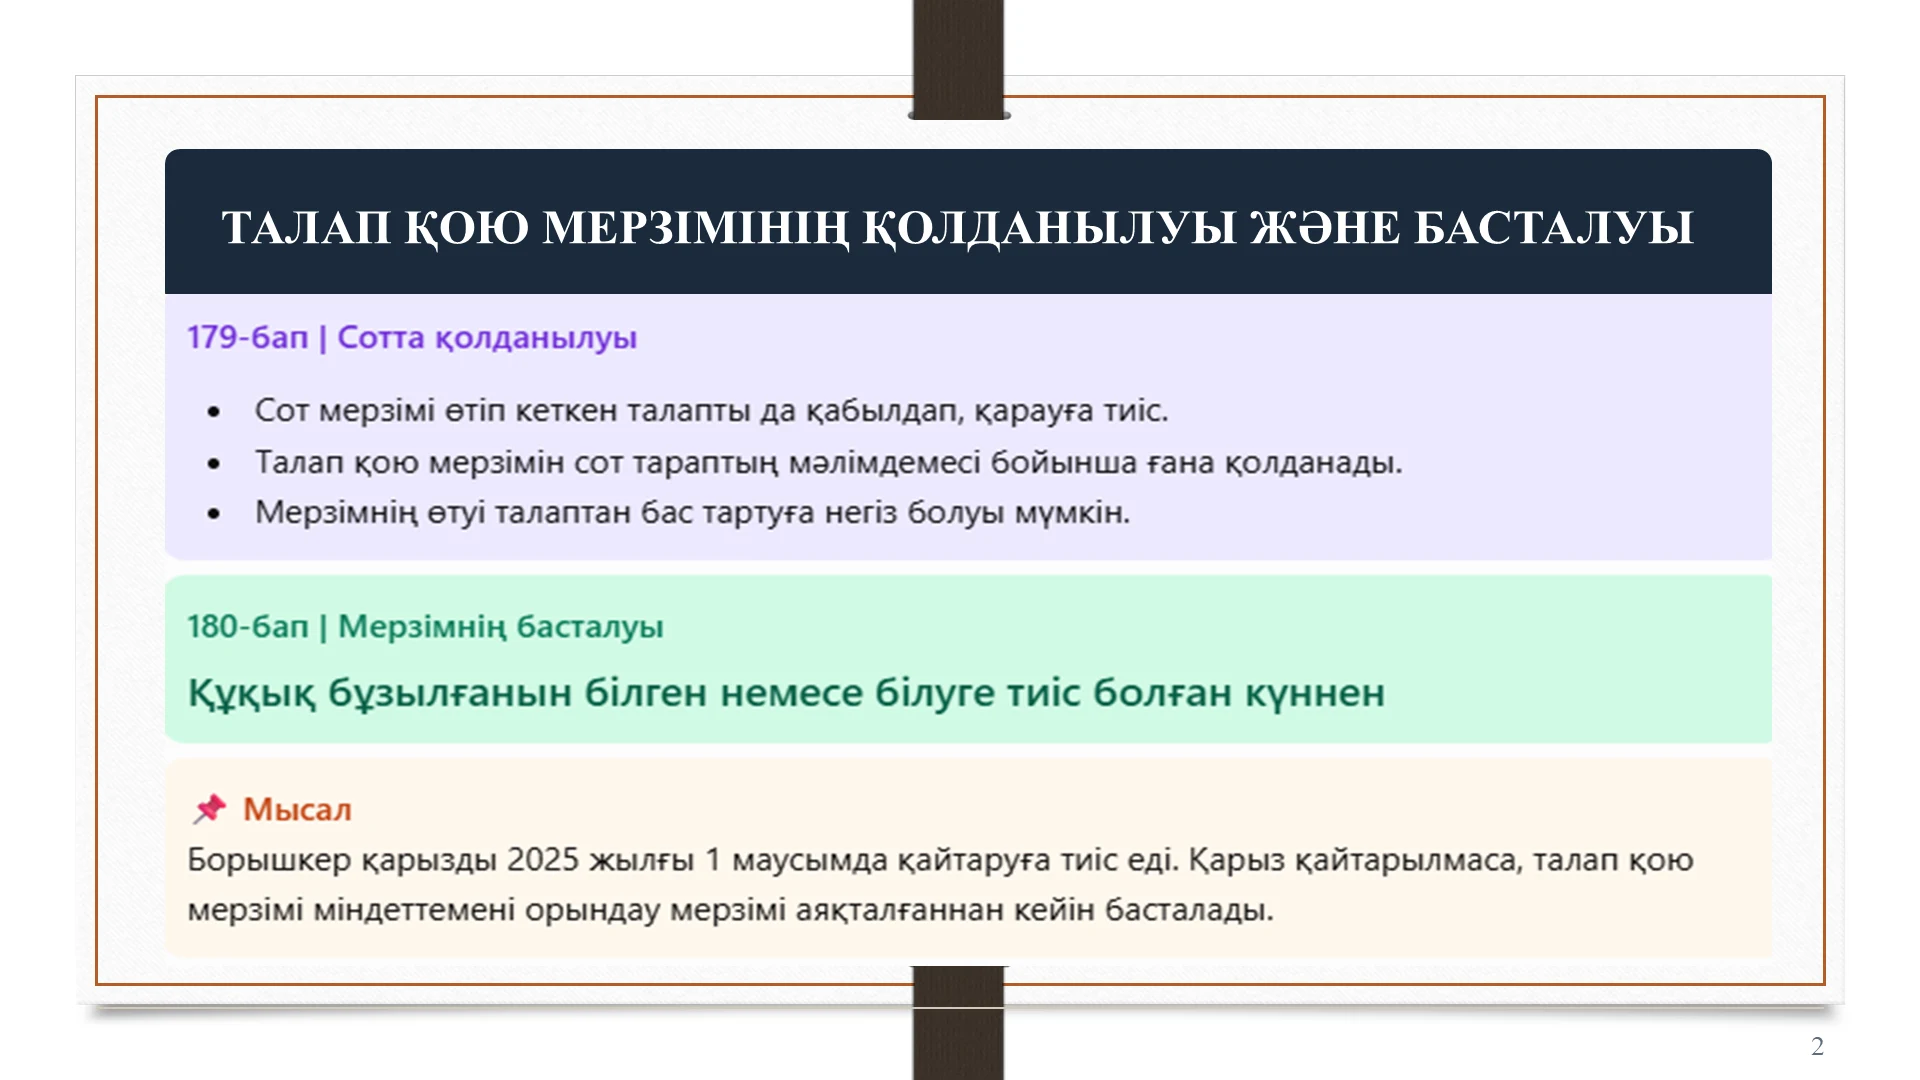 ТАЛАП ҚОЮ МЕРЗІМІНІҢ ҚОЛДАНЫЛУЫ ЖӘНЕ БАСТАЛУЫ
179-бап | Сотта қолданылуы
• Сот мерзімі өтіп кеткен талапты да қабылдап, қарауға тиіс.
• Талап қою мерзімін сот тараптың мәлімдемесі бойынша ғана қолданады.
• Мерзімнің өтуі талаптан бас тартуға негіз болуы мүмкін.
180-бап | Мерзімнің басталуы
Құқық бұзылғанын білген немесе білуге тиіс болған күннен
📌 Мысал
Борышкер қарызды 2025 жылғы 1 маусымда қайтаруға тиіс еді. Қарыз қайтарылмаса, талап қою
мерзімі міндеттемені орындау мерзімі аяқталғаннан кейін басталады.
2